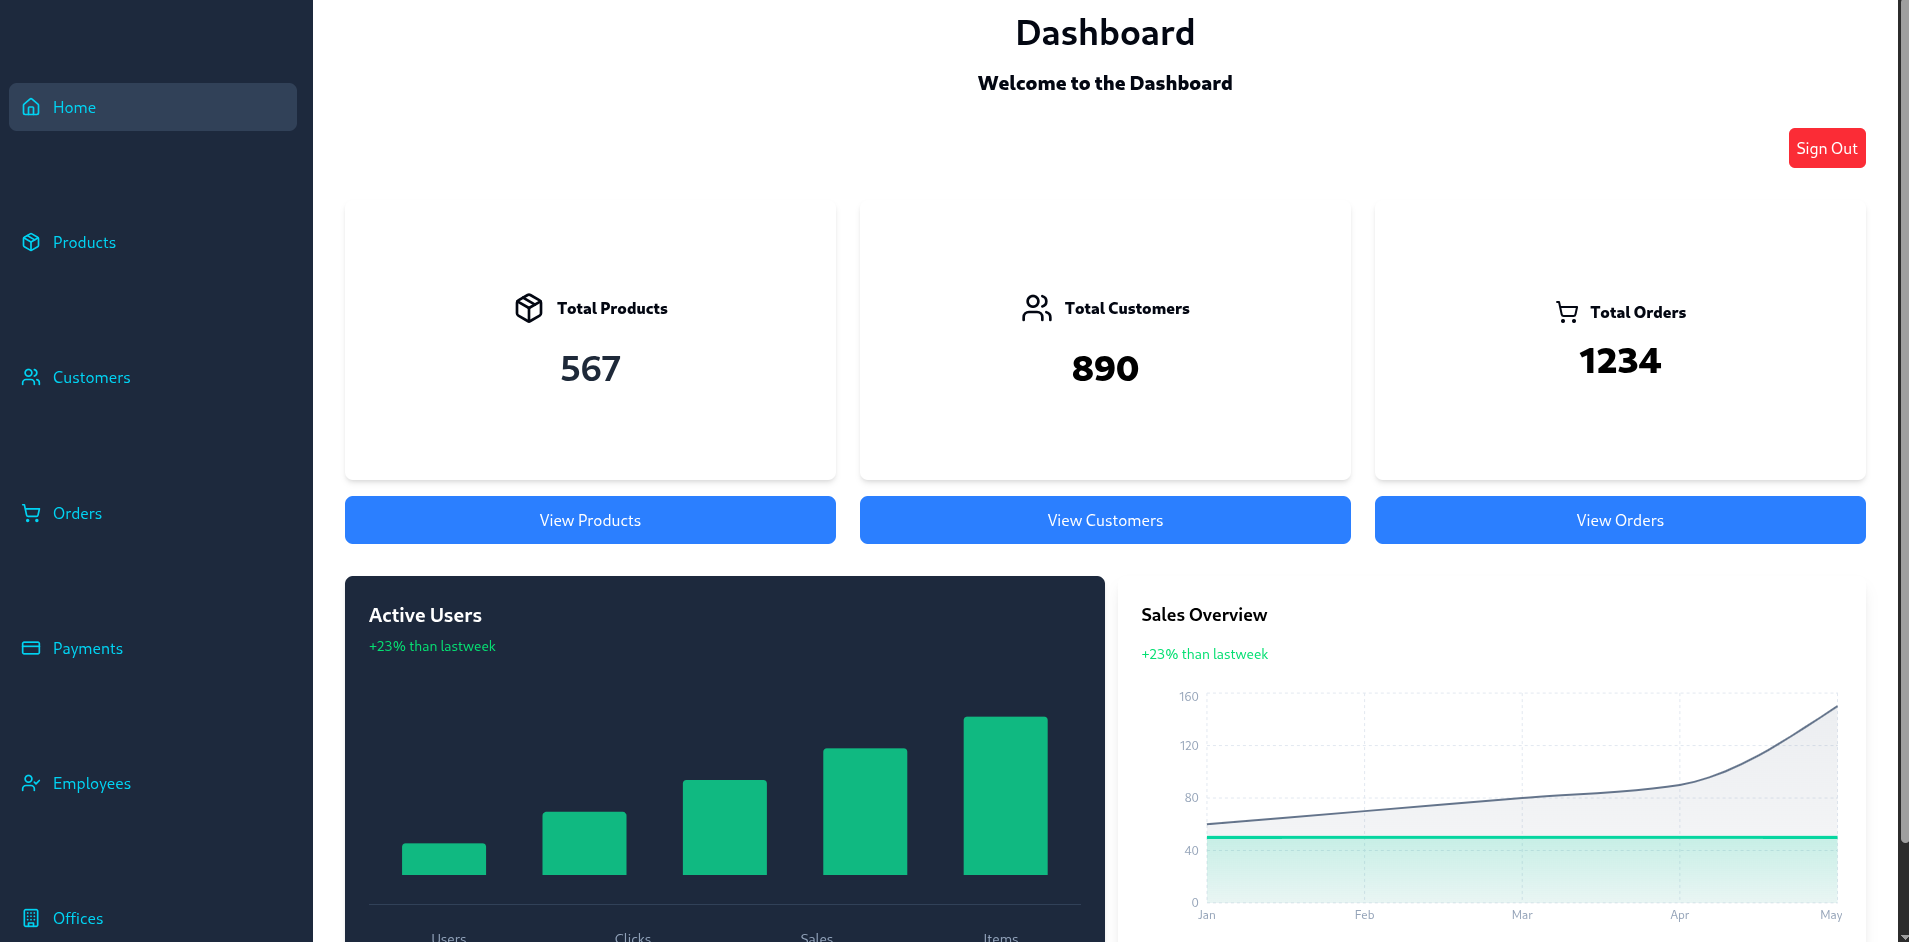 Home
Products
Customers
Orders
Payments
Employees
Offices
Dashboard
Welcome to the Dashboard
Sign Out
Total Products
567
Total Customers
890
Total Orders
1234
View Products
View Customers
View Orders
Active Users
+23% than lastweek
Users Clicks Sales Items
Sales Overview
+23% than lastweek
160
120
80
40
0
Jan Feb Mar Apr May